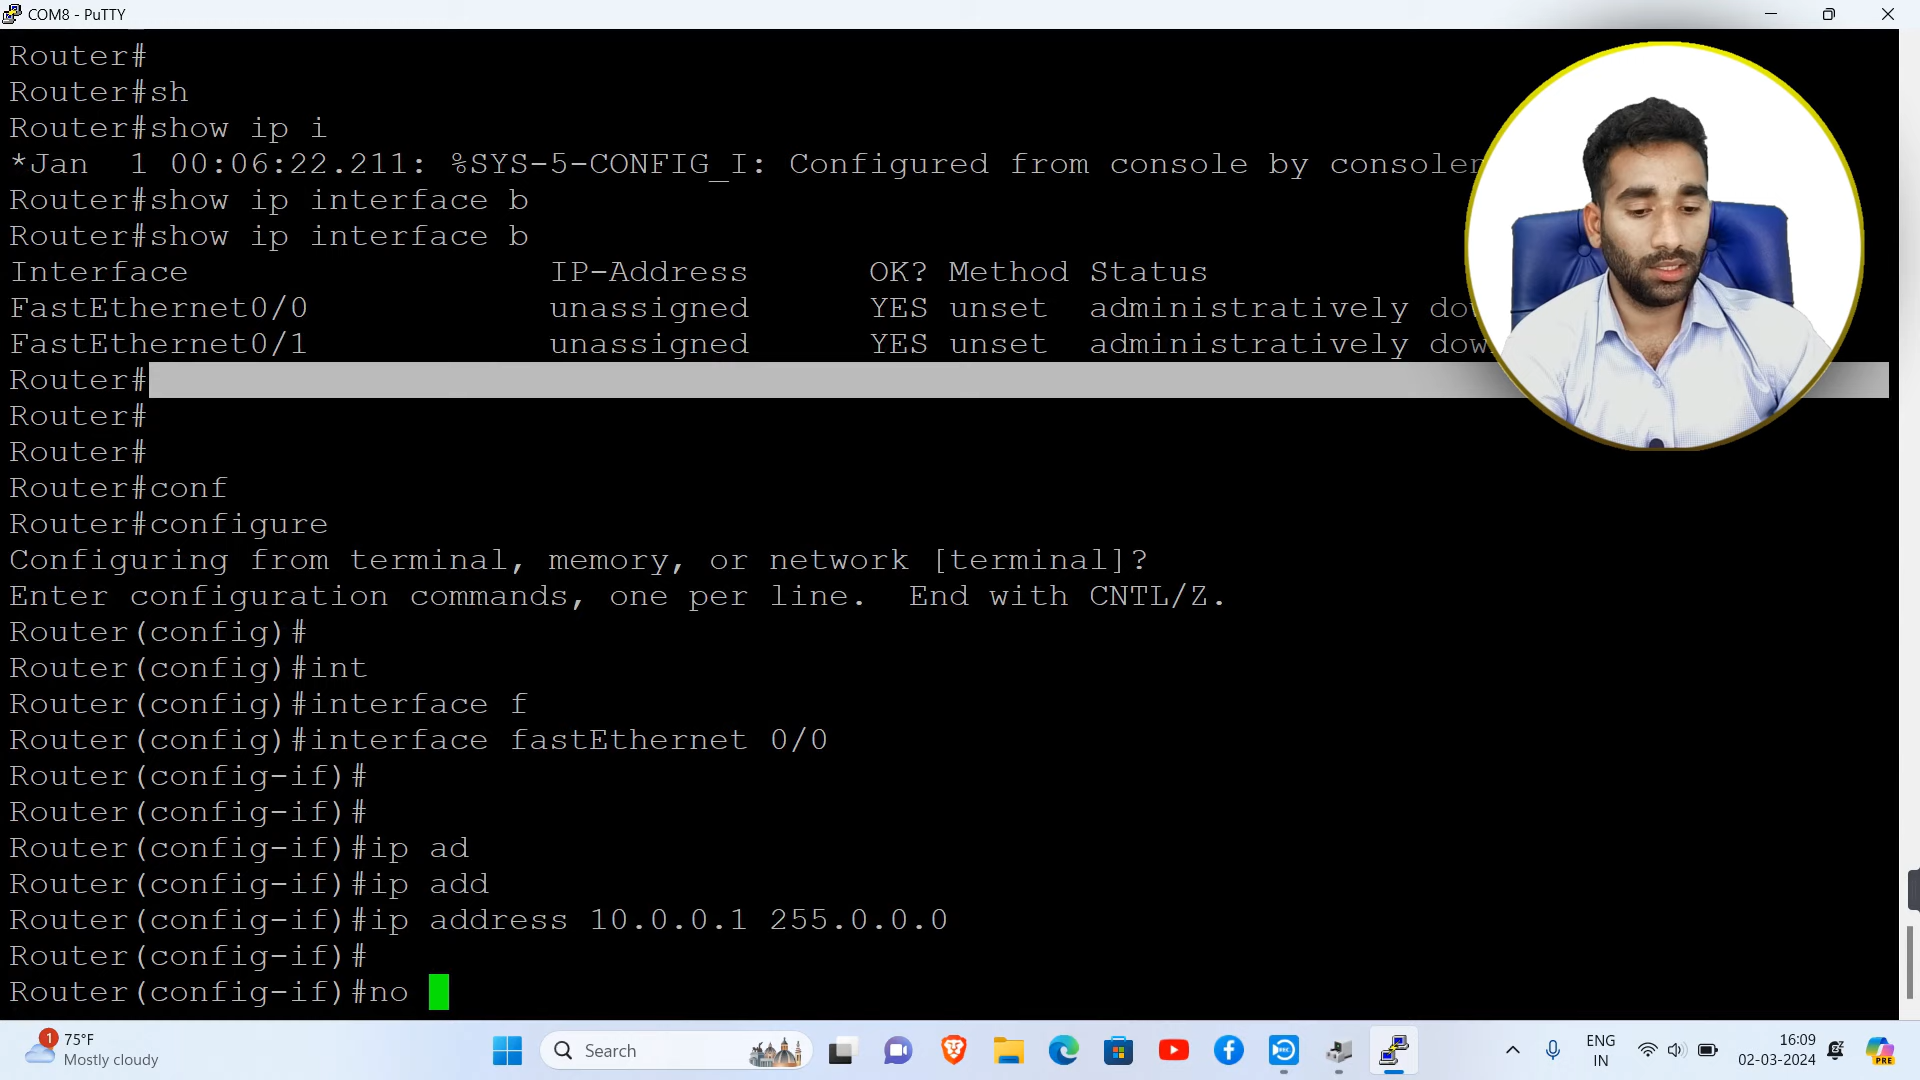 COM8 - PuTTY
Router#
Router#sh
Router#show ip i
*Jan  1 00:06:22.211: %SYS-5-CONFIG_I: Configured from console by console
Router#show ip interface b
Router#show ip interface b
Interface IP-Address OK? Method Status
FastEthernet0/0 unassigned YES unset administratively
FastEthernet0/1 unassigned YES unset administratively
Router#
Router#
Router#
Router#conf
Router#configure
Configuring from terminal, memory, or network [terminal]?
Enter configuration commands, one per line.  End with CNTL/Z.
Router(config)#
Router(config)#int
Router(config)#interface f
Router(config)#interface fastEthernet 0/0
Router(config-if)#
Router(config-if)#
Router(config-if)#ip ad
Router(config-if)#ip add
Router(config-if)#ip address 10.0.0.1 255.0.0.0
Router(config-if)#
Router(config-if)#no
1
75°F
Mostly cloudy
Search
ENG
IN
16:09
02-03-2024
PRE